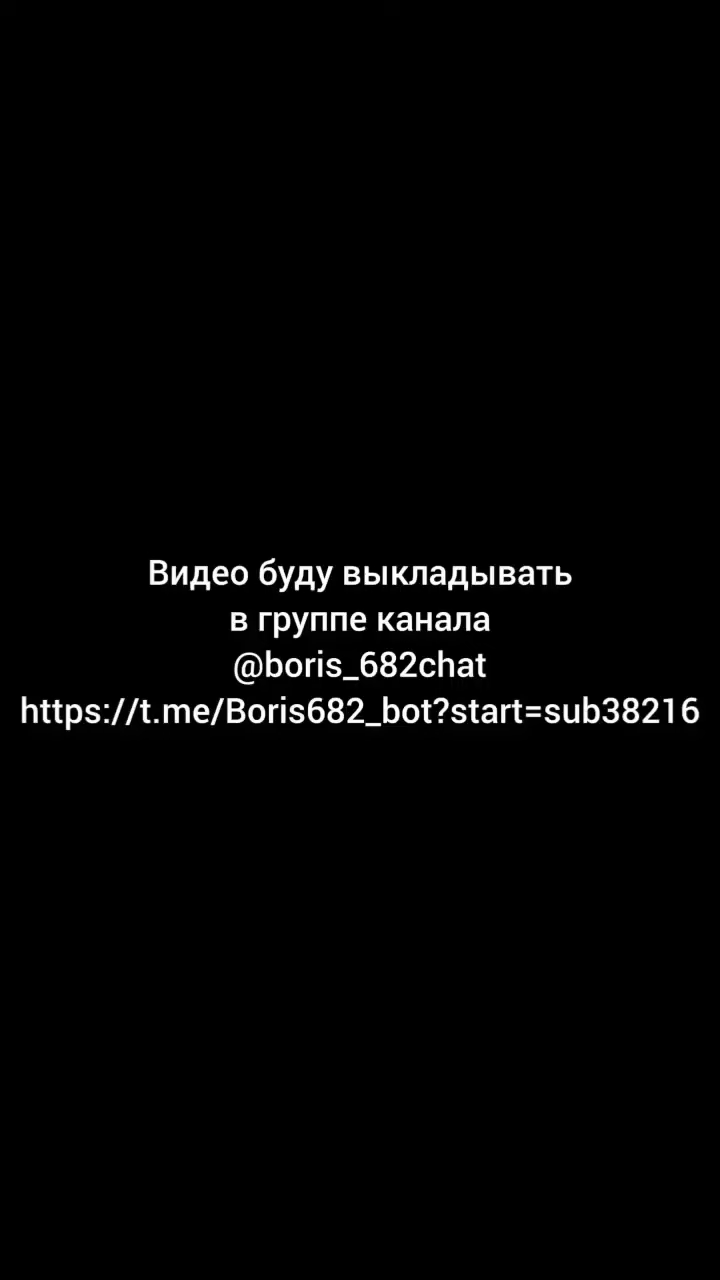 Видео буду выкладывать
в группе канала
@boris_682chat
https://t.me/Boris682_bot?start=sub38216